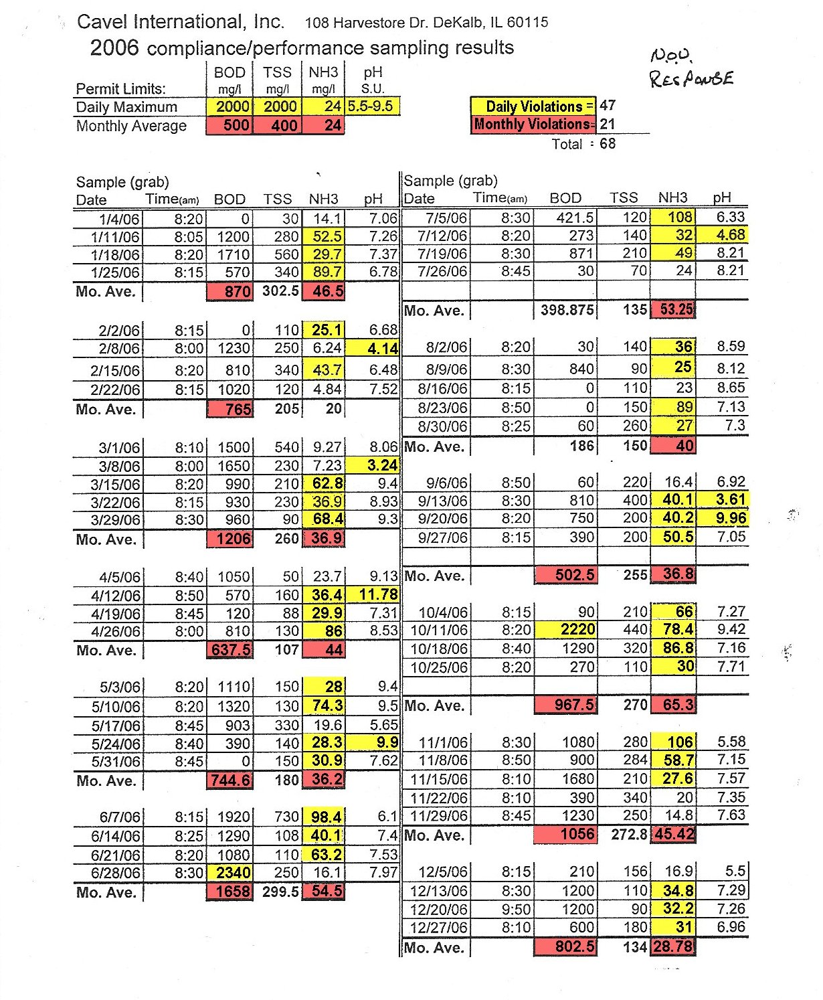 Cavel International, Inc. 108 Harvestore Dr. DeKalb, IL 60115
2006 compliance/performance sampling results
N.O.V.
RESPONSE
BOD TSS NH3 pH
Permit Limits: mg/l mg/l mg/l S.U.
Daily Maximum 2000 2000 24 5.5-9.5
Monthly Average 500 400 24
Daily Violations = 47
Monthly Violations= 21
Total : 68
Sample (grab)
Date Time(am) BOD TSS NH3 pH
1/4/06 8:20 0 30 14.1 7.06
1/11/06 8:05 1200 280 52.5 7.26
1/18/06 8:20 1710 560 29.7 7.37
1/25/06 8:15 570 340 89.7 6.78
Mo. Ave. 870 302.5 46.5
2/2/06 8:15 0 110 25.1 6.68
2/8/06 8:00 1230 250 6.24 4.14
2/15/06 8:20 810 340 43.7 6.48
2/22/06 8:15 1020 120 4.84 7.52
Mo. Ave. 765 205 20
3/1/06 8:10 1500 540 9.27 8.06
3/8/06 8:00 1650 230 7.23 3.24
3/15/06 8:20 990 210 62.8 9.4
3/22/06 8:15 930 230 36.9 8.93
3/29/06 8:30 960 90 68.4 9.3
Mo. Ave. 1206 260 36.9
4/5/06 8:40 1050 50 23.7 9.13
4/12/06 8:50 570 160 36.4 11.78
4/19/06 8:45 120 88 29.9 7.31
4/26/06 8:00 810 130 86 8.53
Mo. Ave. 637.5 107 44
5/3/06 8:20 1110 150 28 9.4
5/10/06 8:20 1320 130 74.3 9.5
5/17/06 8:45 903 330 19.6 5.65
5/24/06 8:40 390 140 28.3 9.9
5/31/06 8:45 0 150 30.9 7.62
Mo. Ave. 744.6 180 36.2
6/7/06 8:15 1920 730 98.4 6.1
6/14/06 8:25 1290 108 40.1 7.4
6/21/06 8:20 1080 110 63.2 7.53
6/28/06 8:30 2340 250 16.1 7.97
Mo. Ave. 1658 299.5 54.5
Sample (grab)
Date Time(am) BOD TSS NH3 pH
7/5/06 8:30 421.5 120 108 6.33
7/12/06 8:20 273 140 32 4.68
7/19/06 8:30 871 210 49 8.21
7/26/06 8:45 30 70 24 8.21
Mo. Ave. 398.875 135 53.25
8/2/06 8:20 30 140 36 8.59
8/9/06 8:30 840 90 25 8.12
8/16/06 8:15 0 110 23 8.65
8/23/06 8:50 0 150 89 7.13
8/30/06 8:25 60 260 27 7.3
Mo. Ave. 186 150 40
9/6/06 8:50 60 220 16.4 6.92
9/13/06 8:30 810 400 40.1 3.61
9/20/06 8:20 750 200 40.2 9.96
9/27/06 8:15 390 200 50.5 7.05
Mo. Ave. 502.5 255 36.8
10/4/06 8:15 90 210 66 7.27
10/11/06 8:20 2220 440 78.4 9.42
10/18/06 8:40 1290 320 86.8 7.16
10/25/06 8:20 270 110 30 7.71
Mo. Ave. 967.5 270 65.3
11/1/06 8:30 1080 280 106 5.58
11/8/06 8:50 900 284 58.7 7.15
11/15/06 8:10 1680 210 27.6 7.57
11/22/06 8:10 390 340 20 7.35
11/29/06 8:45 1230 250 14.8 7.63
Mo. Ave. 1056 272.8 45.42
12/5/06 8:15 210 156 16.9 5.5
12/13/06 8:30 1200 110 34.8 7.29
12/20/06 9:50 1200 90 32.2 7.26
12/27/06 8:10 600 180 31 6.96
Mo. Ave. 802.5 134 28.78